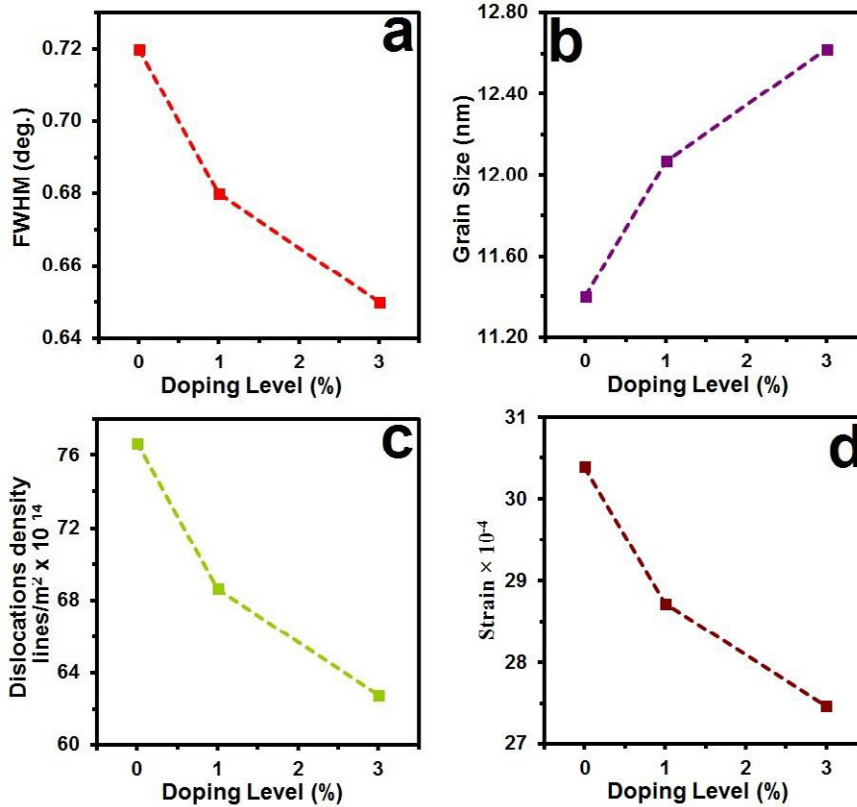 a
0.72
0.70
0.68
0.66
0.64
FWHM (deg.)
0
1
2
3
Doping Level (%)
b
12.80
12.40
12.00
11.60
11.20
Grain Size (nm)
0
1
2
3
Doping Level (%)
c
76
72
68
64
60
Dislocations density
lines/m² x 10 ¹⁴
0
1
2
3
Doping Level (%)
d
31
30
29
28
27
Strain × 10⁻⁴
0
1
2
3
Doping Level (%)